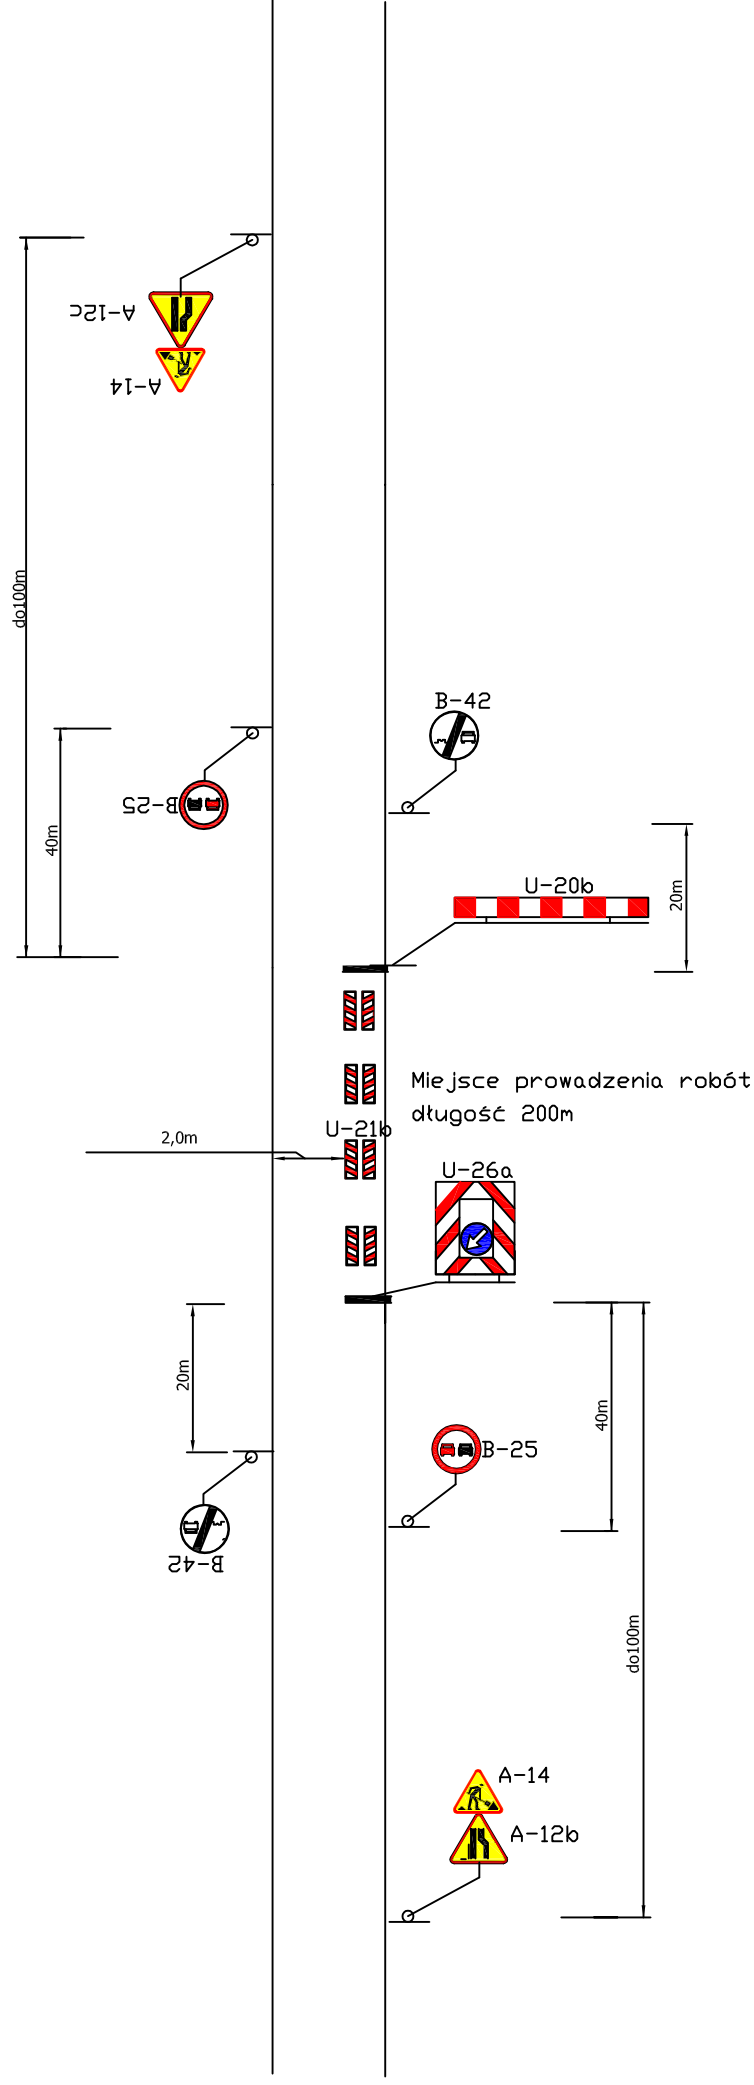 A-12c
A-14
do100m
B-42
B-25
40m
U-20b
20m
Miejsce prowadzenia robót
długość 200m
U-21b
2,0m
U-26a
20m
40m
B-25
B-42
do100m
A-14
A-12b